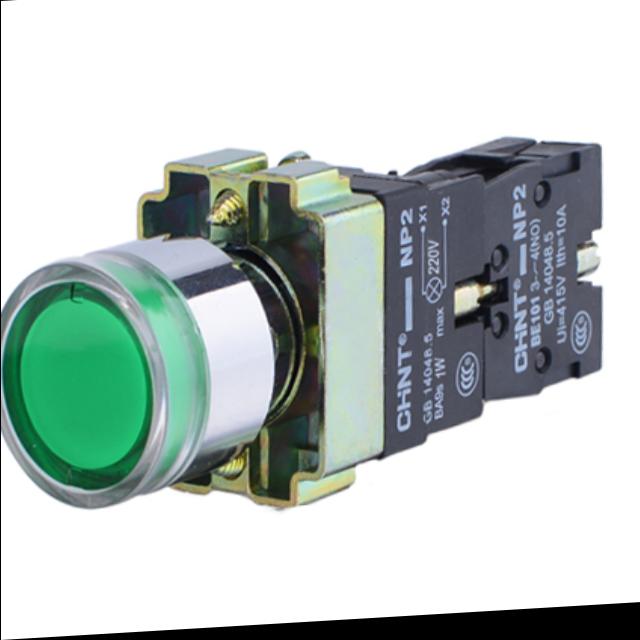 CHNT® NP2
X1
X2
220V
GB 14048.5
BA9s 1W max
CCC
CHNT NP2
BE101 3 4(NO)
GB 14048.5
Ui=415V Ith=10A
CCC